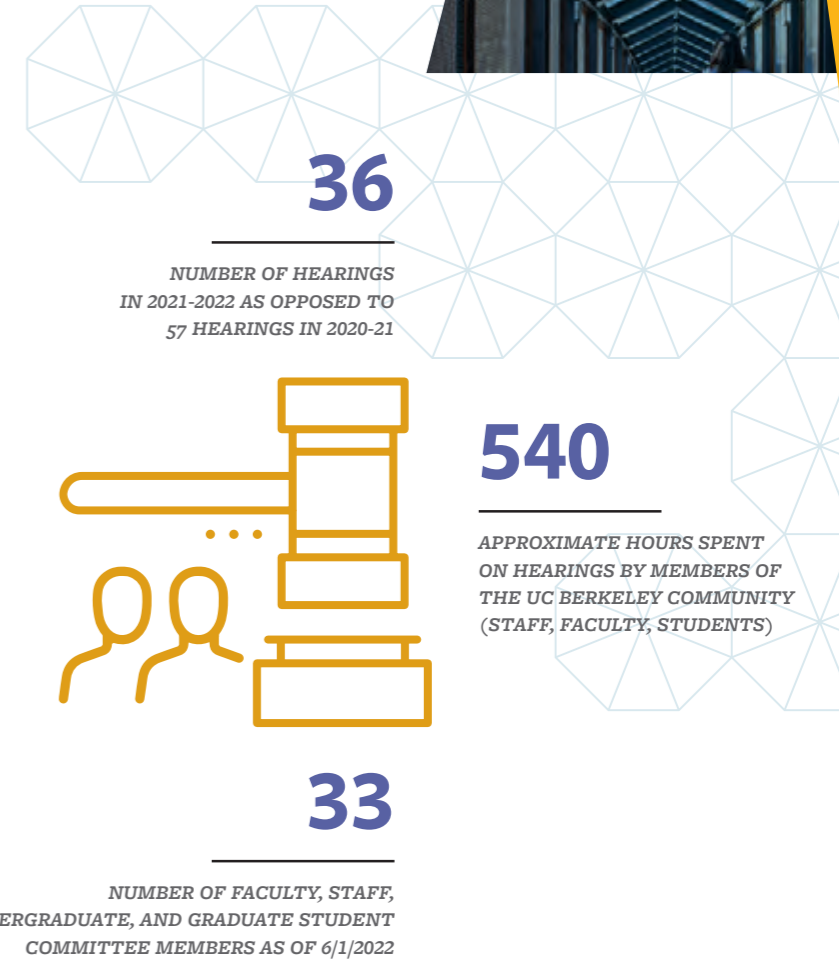 36
NUMBER OF HEARINGS
IN 2021-2022 AS OPPOSED TO
57 HEARINGS IN 2020-21
540
APPROXIMATE HOURS SPENT
ON HEARINGS BY MEMBERS OF
THE UC BERKELEY COMMUNITY
(STAFF, FACULTY, STUDENTS)
33
NUMBER OF FACULTY, STAFF,
ERGRADUATE, AND GRADUATE STUDENT
COMMITTEE MEMBERS AS OF 6/1/2022